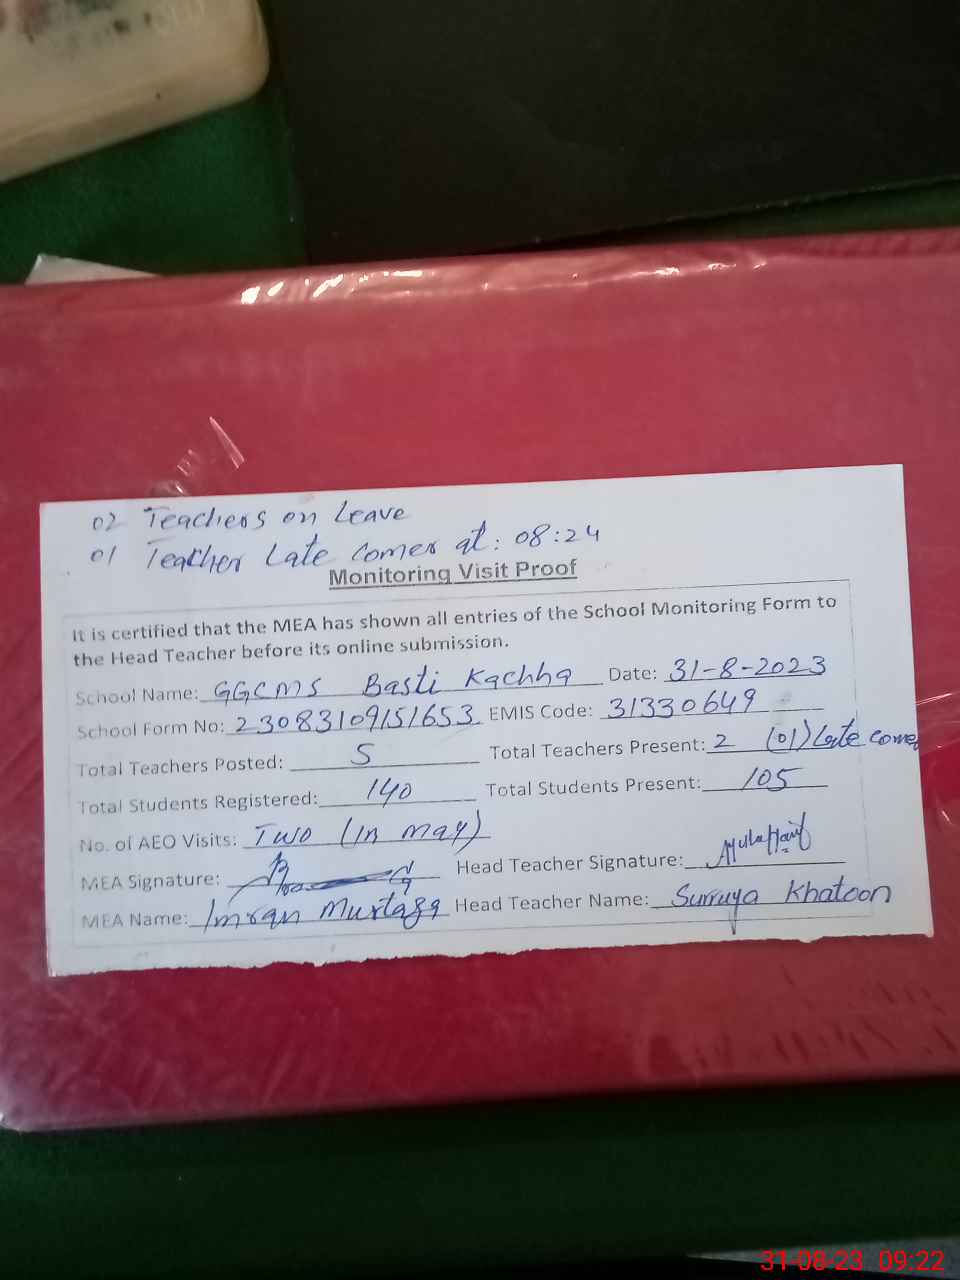 02 Teachers on Leave
01 Teacher Late Comer at: 08:24
Monitoring Visit Proof
It is certified that the MEA has shown all entries of the School Monitoring Form to
the Head Teacher before its online submission.
School Name: GGCMS Basti Kachha Date: 31-8-2023
School Form No: 23083109151653 EMIS Code: 31330649
Total Teachers Posted: 5 Total Teachers Present: 2 (01) Late comer
Total Students Registered: 140 Total Students Present: 105
No. of AEO Visits: Two (In may)
MEA Signature: Head Teacher Signature:
MEA Name: Imran Murtaza Head Teacher Name: Surruya Khatoon
31-08-23 09:22